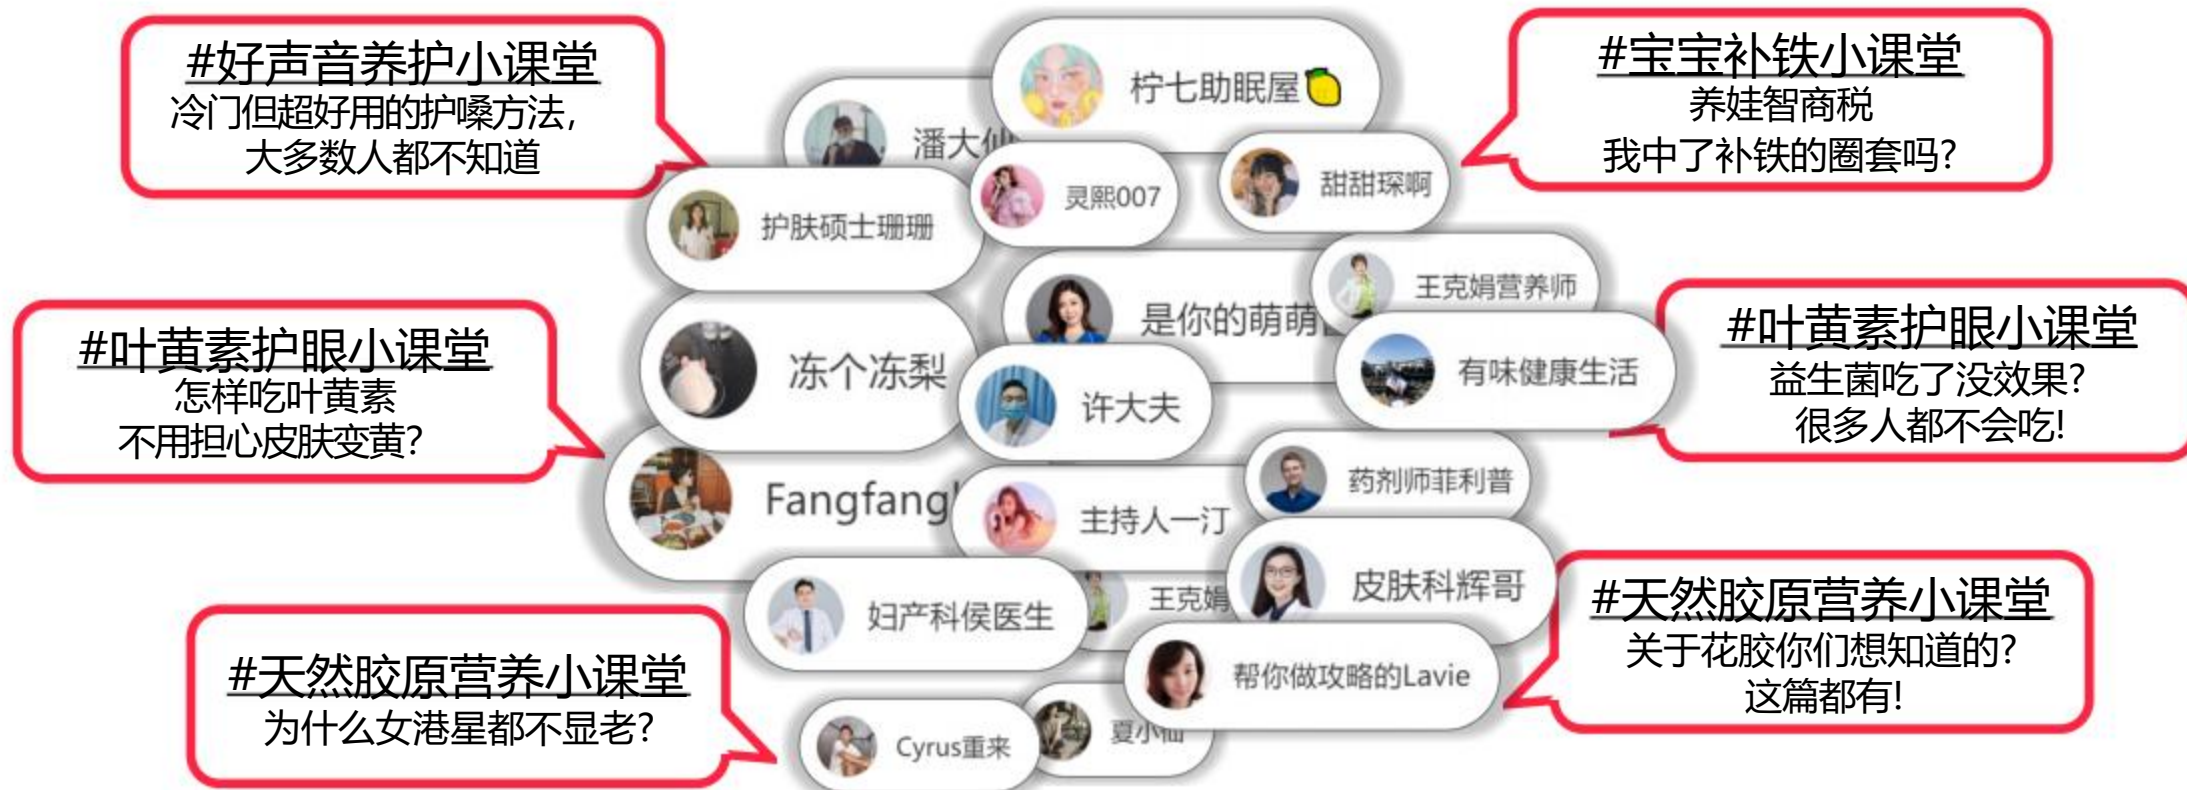 #好声音养护小课堂
冷门但超好用的护嗓方法,
大多数人都不知道
柠七助眠屋
#宝宝补铁小课堂
养娃智商税
我中了补铁的圈套吗?
潘大仙
灵熙007
甜甜琛啊
护肤硕士珊珊
王克娟营养师
是你的萌萌
#叶黄素护眼小课堂
怎样吃叶黄素
不用担心皮肤变黄?
冻个冻梨
许大夫
有味健康生活
#叶黄素护眼小课堂
益生菌吃了没效果?
很多人都不会吃!
Fangfang
主持人一汀
药剂师菲利普
妇产科侯医生
王克娟
皮肤科辉哥
#天然胶原营养小课堂
关于花胶你们想知道的?
这篇都有!
#天然胶原营养小课堂
为什么女港星都不显老?
帮你做攻略的Lavie
Cyrus重来
夏小仙